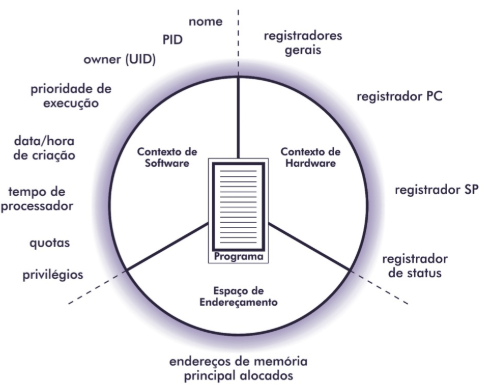 nome
PID
owner (UID)
prioridade de
execução
data/hora
de criação
tempo de
processador
quotas
privilégios
registradores
gerais
registrador PC
registrador SP
registrador
de status
Contexto de
Software
Contexto de
Hardware
Programa
Espaço de
Endereçamento
endereços de memória
principal alocados